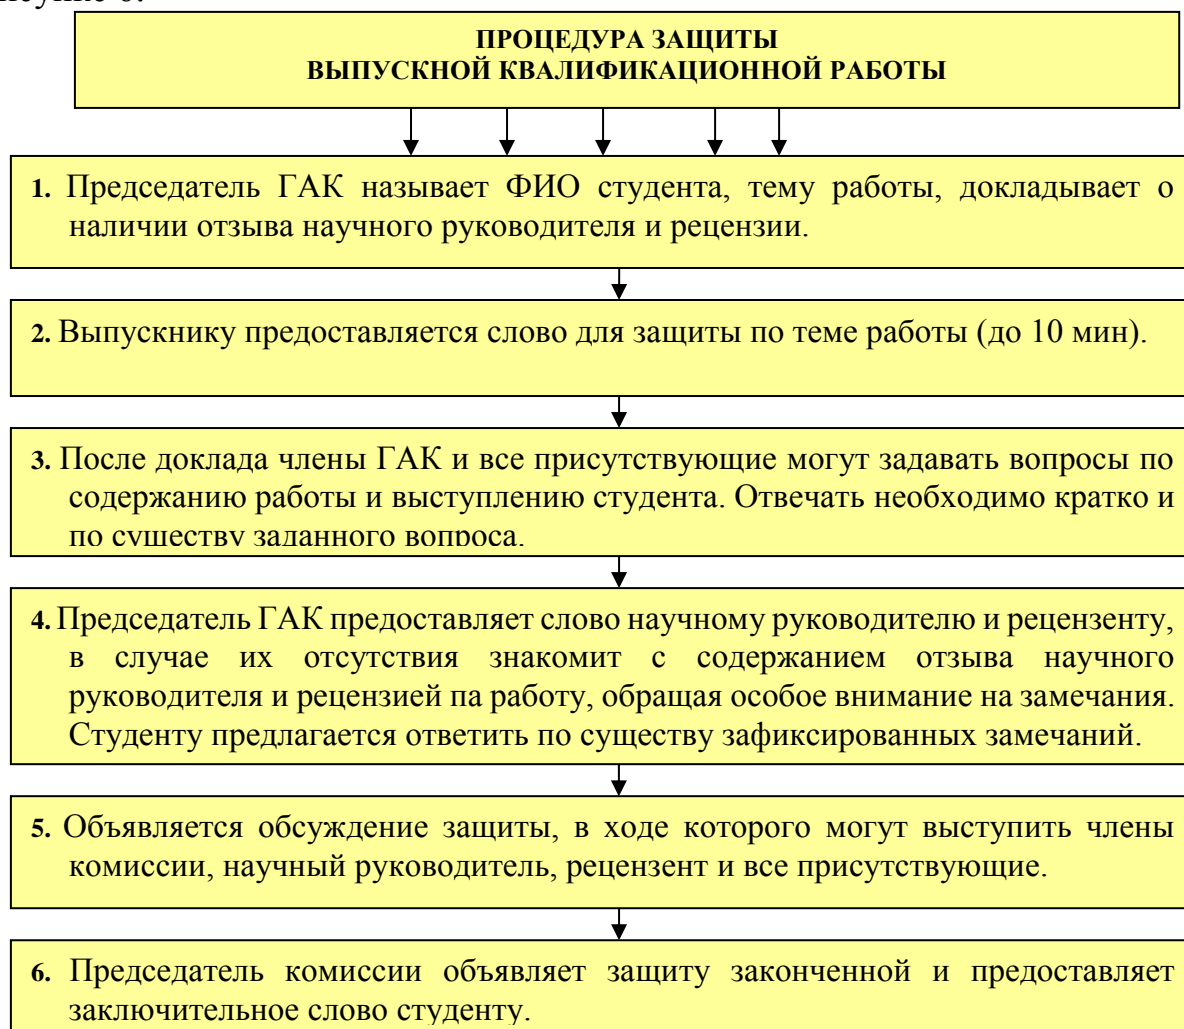 ПРОЦЕДУРА ЗАЩИТЫ
ВЫПУСКНОЙ КВАЛИФИКАЦИОННОЙ РАБОТЫ
1. Председатель ГАК называет ФИО студента, тему работы, докладывает о
наличии отзыва научного руководителя и рецензии.
2. Выпускнику предоставляется слово для защиты по теме работы (до 10 мин).
3. После доклада члены ГАК и все присутствующие могут задавать вопросы по
содержанию работы и выступлению студента. Отвечать необходимо кратко и
по существу заданного вопроса.
4. Председатель ГАК предоставляет слово научному руководителю и рецензенту,
в случае их отсутствия знакомит с содержанием отзыва научного
руководителя и рецензией па работу, обращая особое внимание на замечания.
Студенту предлагается ответить по существу зафиксированных замечаний.
5. Объявляется обсуждение защиты, в ходе которого могут выступить члены
комиссии, научный руководитель, рецензент и все присутствующие.
6. Председатель комиссии объявляет защиту законченной и предоставляет
заключительное слово студенту.